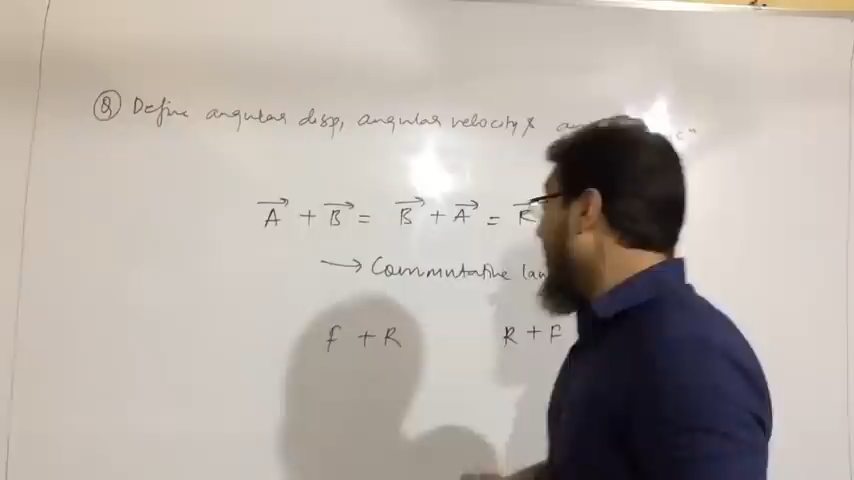 Q Define angular disp, angular velocity &
A + B = B + A = R
→ Commutative law
F + R R + F